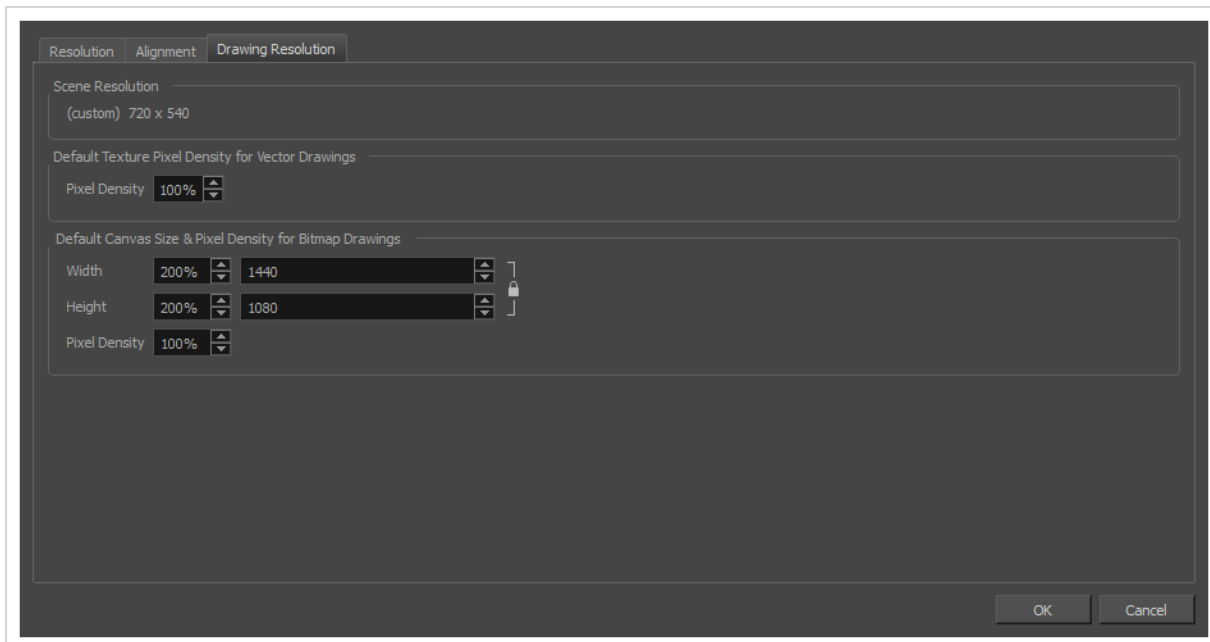 Resolution Alignment Drawing Resolution
Scene Resolution
(custom) 720 x 540
Default Texture Pixel Density for Vector Drawings
Pixel Density 100%
Default Canvas Size & Pixel Density for Bitmap Drawings
Width 200% 1440
Height 200% 1080
Pixel Density 100%
OK Cancel